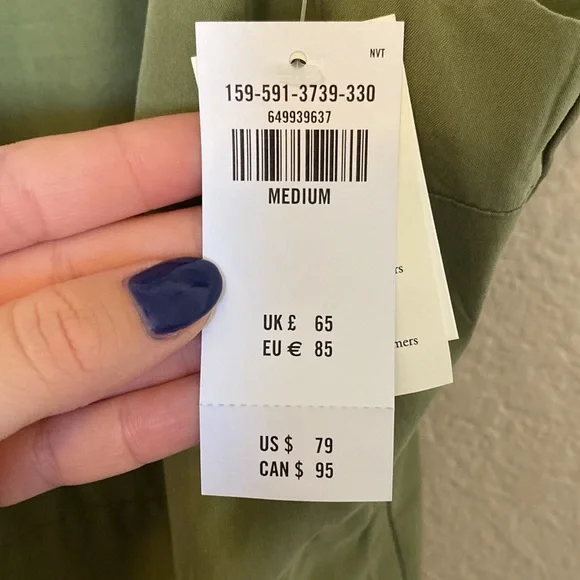 NVT
159-591-3739-330
649939637
MEDIUM
UK £ 65
EU € 85
US $ 79
CAN $ 95